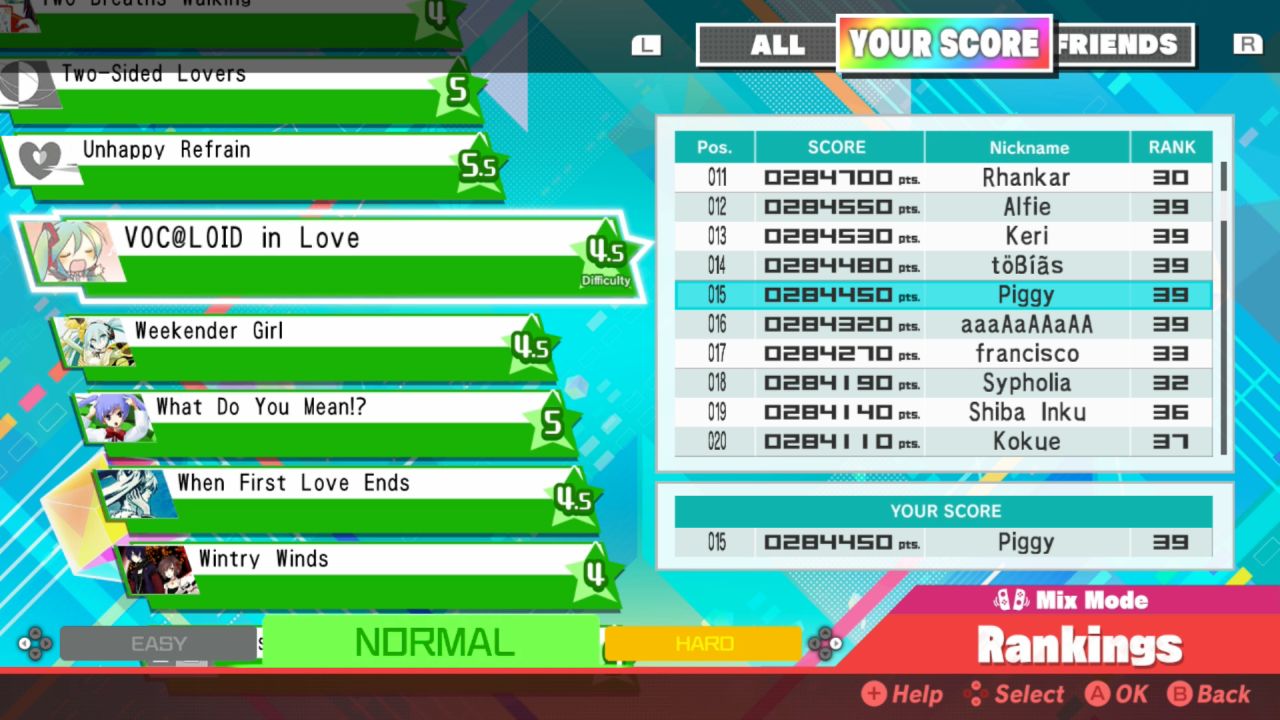 Two Breaths Walking
4
Two-Sided Lovers
5
Unhappy Refrain
5.5
VOC@LOID in Love
4.5
Difficulty
Weekender Girl
4.5
What Do You Mean!?
5
When First Love Ends
4.5
Wintry Winds
4
EASY
NORMAL
HARD
L
ALL
YOUR SCORE
FRIENDS
R
Pos. SCORE Nickname RANK
011 0284700 pts. Rhankar 30
012 0284550 pts. Alfie 39
013 0284530 pts. Keri 39
014 0284480 pts. tößíãs 39
015 0284450 pts. Piggy 39
016 0284320 pts. aaaAaAAaAA 39
017 0284270 pts. francisco 33
018 0284190 pts. Sypholia 32
019 0284140 pts. Shiba Inku 36
020 0284110 pts. Kokue 37
YOUR SCORE
015 0284450 pts. Piggy 39
Mix Mode
Rankings
+ Help Select A OK B Back